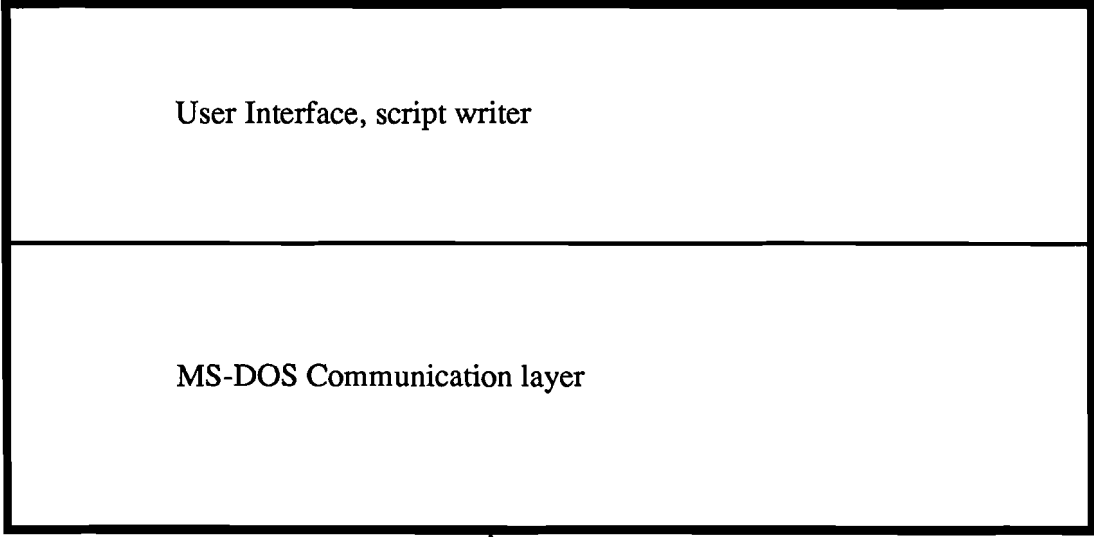 User Interface, script writer
MS-DOS Communication layer